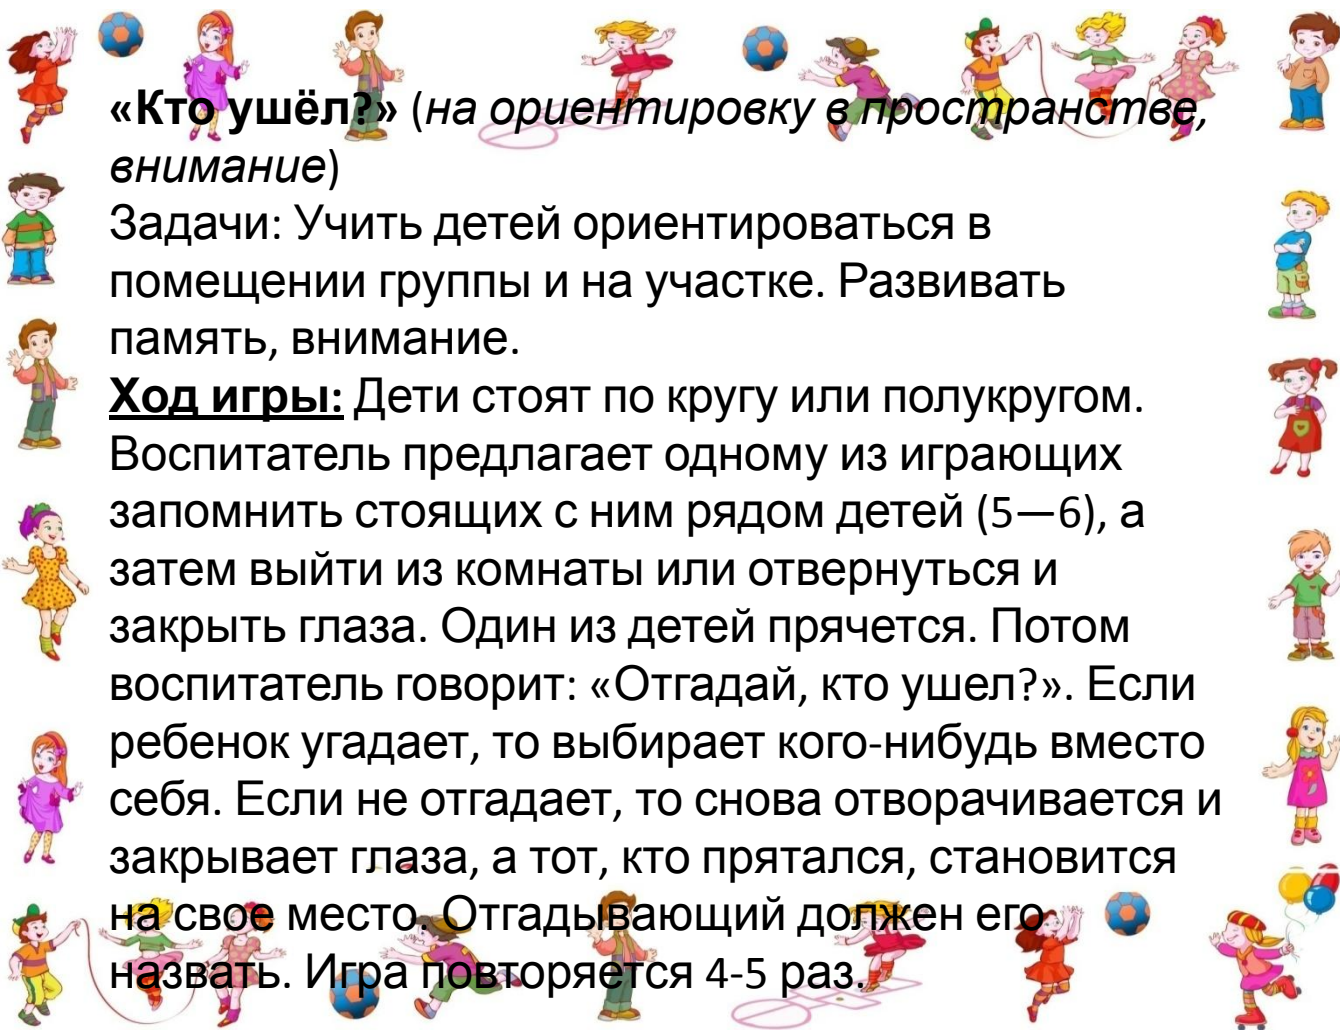 «Кто ушёл?» (на ориентировку в пространстве,
внимание)
Задачи: Учить детей ориентироваться в
помещении группы и на участке. Развивать
память, внимание.
Ход игры: Дети стоят по кругу или полукругом.
Воспитатель предлагает одному из играющих
запомнить стоящих с ним рядом детей (5—6), а
затем выйти из комнаты или отвернуться и
закрыть глаза. Один из детей прячется. Потом
воспитатель говорит: «Отгадай, кто ушел?». Если
ребенок угадает, то выбирает кого-нибудь вместо
себя. Если не отгадает, то снова отворачивается и
закрывает глаза, а тот, кто прятался, становится
на свое место. Отгадывающий должен его
назвать. Игра повторяется 4-5 раз.